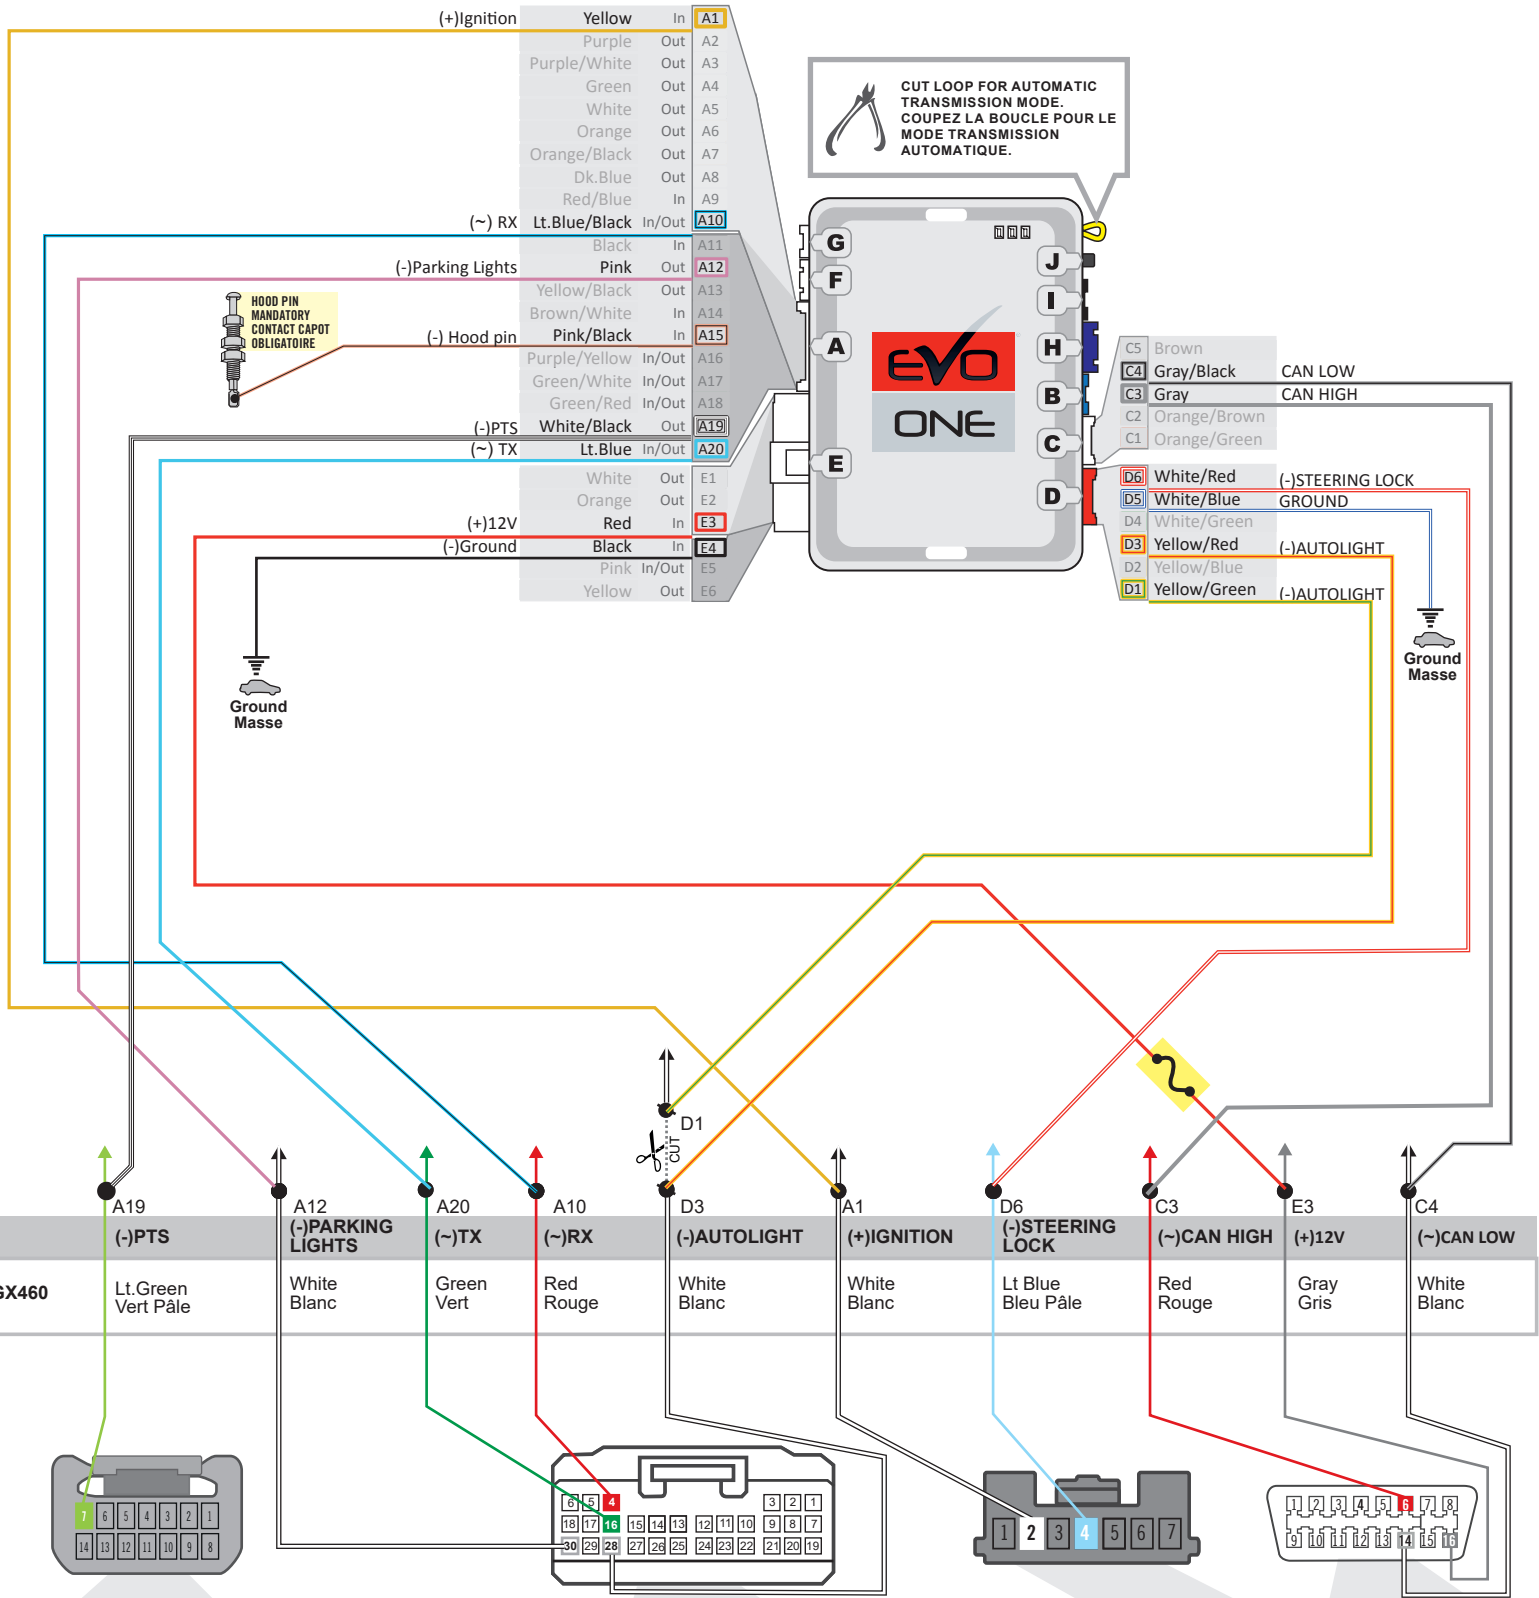 (+)Ignition Yellow In A1
Purple Out A2
Purple/White Out A3
Green Out A4
White Out A5
Orange Out A6
Orange/Black Out A7
Dk.Blue Out A8
Red/Blue In A9
(~) RX Lt.Blue/Black In/Out A10
Black In A11
(-)Parking Lights Pink Out A12
Yellow/Black Out A13
Brown/White In A14
(-) Hood pin Pink/Black In A15
Purple/Yellow In/Out A16
Green/White In/Out A17
Green/Red In/Out A18
(-)PTS White/Black Out A19
(~) TX Lt.Blue In/Out A20
White Out E1
Orange Out E2
(+)12V Red In E3
(-)Ground Black In E4
Pink In/Out E5
Yellow Out E6
HOOD PIN
MANDATORY
CONTACT CAPOT
OBLIGATOIRE
Ground
Masse
CUT LOOP FOR AUTOMATIC
TRANSMISSION MODE.
COUPEZ LA BOUCLE POUR LE
MODE TRANSMISSION
AUTOMATIQUE.
G
F
A
E
J
I
H
B
C
D
EVO
ONE
C5 Brown
C4 Gray/Black CAN LOW
C3 Gray CAN HIGH
C2 Orange/Brown
C1 Orange/Green
D6 White/Red (-)STEERING LOCK
D5 White/Blue GROUND
D4 White/Green
D3 Yellow/Red (-)AUTOLIGHT
D2 Yellow/Blue
D1 Yellow/Green (-)AUTOLIGHT
Ground
Masse
D1
CUT
A19 A12 A20 A10 D3 A1 D6 C3 E3 C4
(-)PTS (-)PARKING LIGHTS (~)TX (~)RX (-)AUTOLIGHT (+)IGNITION (-)STEERING LOCK (~)CAN HIGH (+)12V (~)CAN LOW
GX460 Lt.Green White Green Red White White Lt Blue Red Gray White
Vert Pâle Blanc Vert Rouge Blanc Blanc Bleu Pâle Rouge Gris Blanc
7 6 5 4 3 2 1
14 13 12 11 10 9 8
6 5 4 3 2 1
18 17 16 15 14 13 12 11 10 9 8 7
30 29 28 27 26 25 24 23 22 21 20 19
1 2 3 4 5 6 7
1 2 3 4 5 6 7 8
9 10 11 12 13 14 15 16